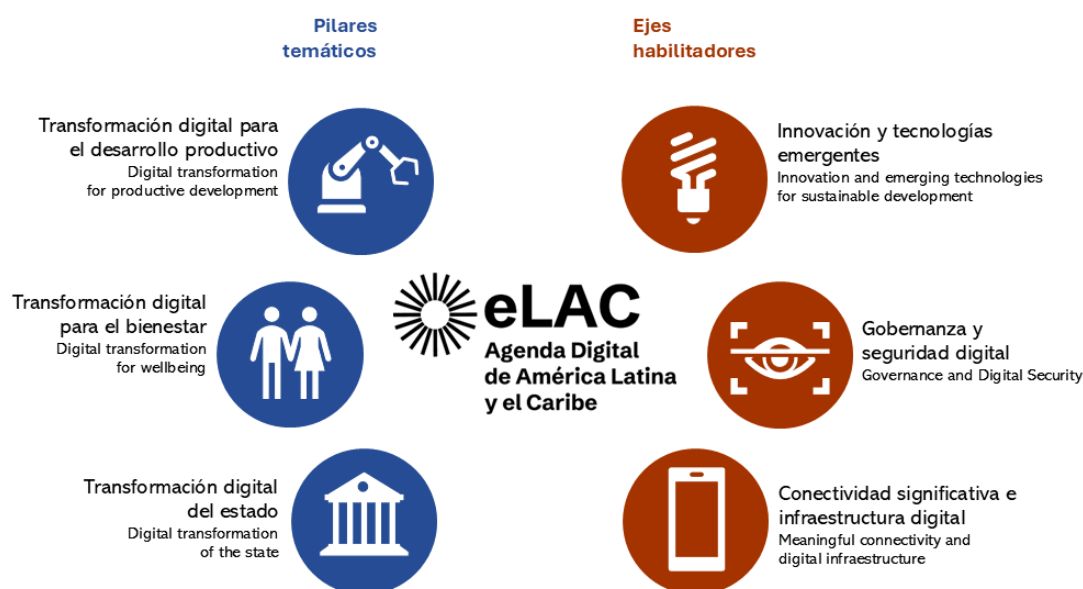 Pilares
temáticos
Transformación digital para
el desarrollo productivo
Digital transformation
for productive development
Transformación digital
para el bienestar
Digital transformation
for wellbeing
Transformación digital
del estado
Digital transformation
of the state
eLAC
Agenda Digital
de América Latina
y el Caribe
Ejes
habilitadores
Innovación y tecnologías
emergentes
Innovation and emerging technologies
for sustainable development
Gobernanza y
seguridad digital
Governance and Digital Security
Conectividad significativa e
infraestructura digital
Meaningful connectivity and
digital infrastructure